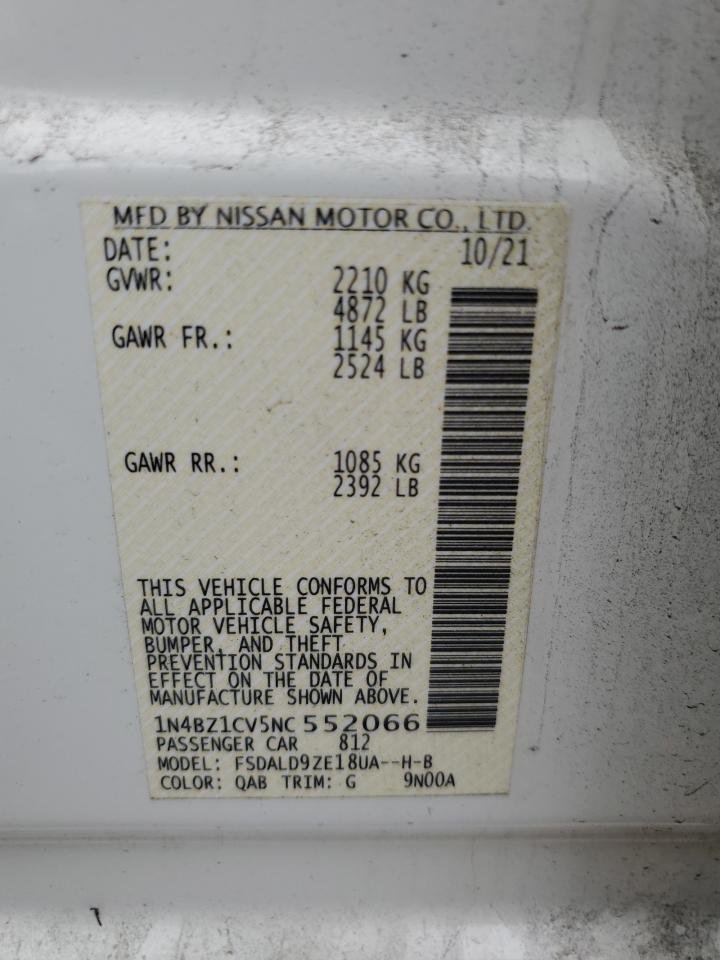 MFD BY NISSAN MOTOR CO., LTD.
DATE: 10/21
GVWR: 2210 KG
4872 LB
GAWR FR.: 1145 KG
2524 LB
GAWR RR.: 1085 KG
2392 LB
THIS VEHICLE CONFORMS TO
ALL APPLICABLE FEDERAL
MOTOR VEHICLE SAFETY,
BUMPER, AND THEFT
PREVENTION STANDARDS IN
EFFECT ON THE DATE OF
MANUFACTURE SHOWN ABOVE.
1N4BZ1CV5NC552066
PASSENGER CAR 812
MODEL: FSDALD9ZE18UA--H-B
COLOR: QAB TRIM: G 9N00A